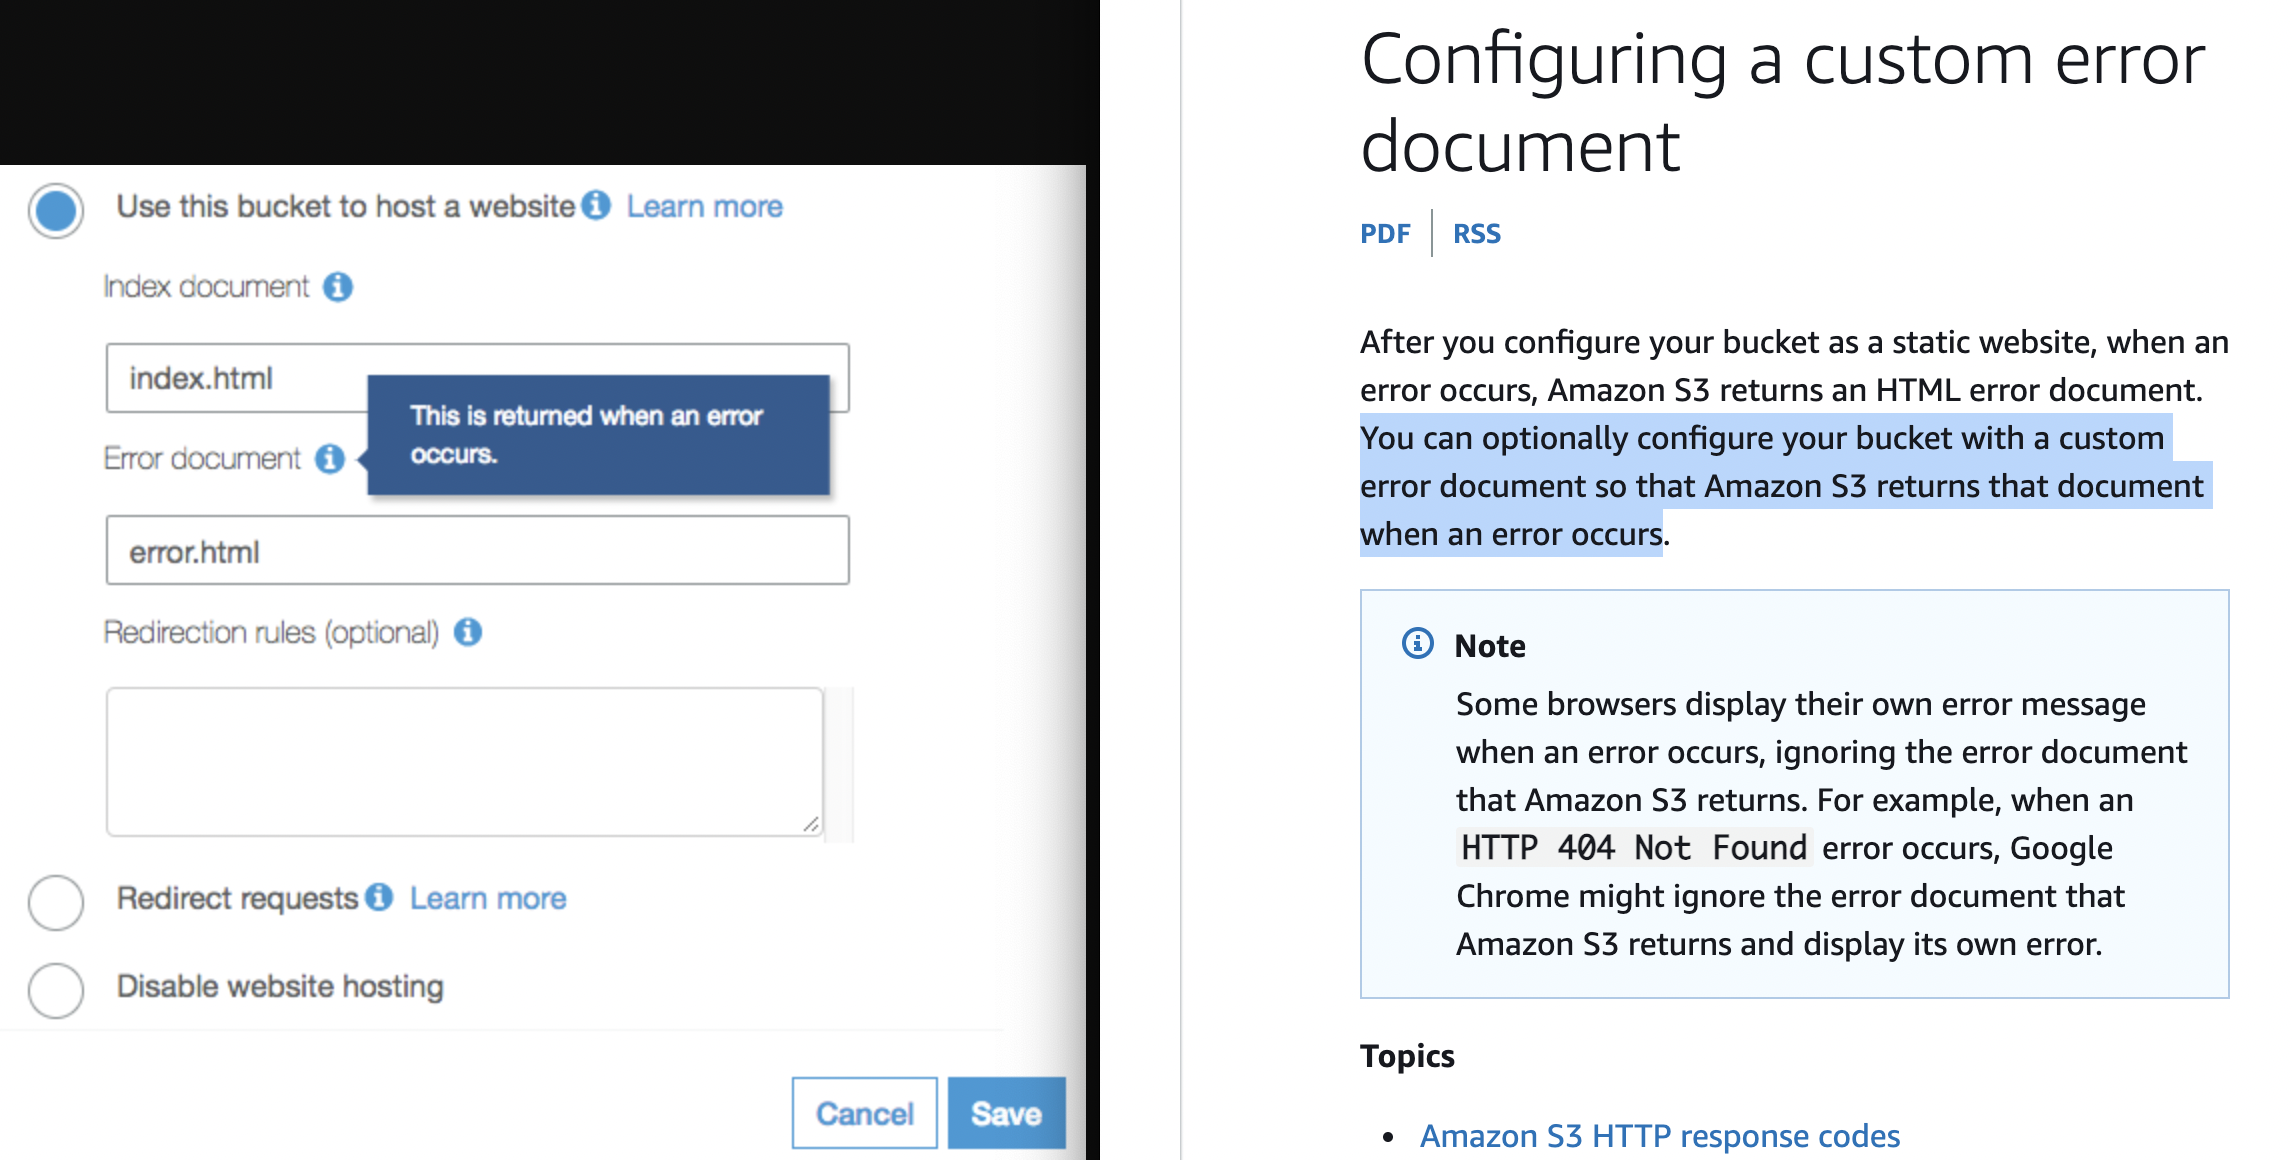 Use this bucket to host a website Learn more
Index document
index.html
This is returned when an error
occurs.
Error document
error.html
Redirection rules (optional)
Redirect requests Learn more
Disable website hosting
Cancel Save
Configuring a custom error
document
PDF RSS
After you configure your bucket as a static website, when an
error occurs, Amazon S3 returns an HTML error document.
You can optionally configure your bucket with a custom
error document so that Amazon S3 returns that document
when an error occurs.
Note
Some browsers display their own error message
when an error occurs, ignoring the error document
that Amazon S3 returns. For example, when an
HTTP 404 Not Found error occurs, Google
Chrome might ignore the error document that
Amazon S3 returns and display its own error.
Topics
• Amazon S3 HTTP response codes